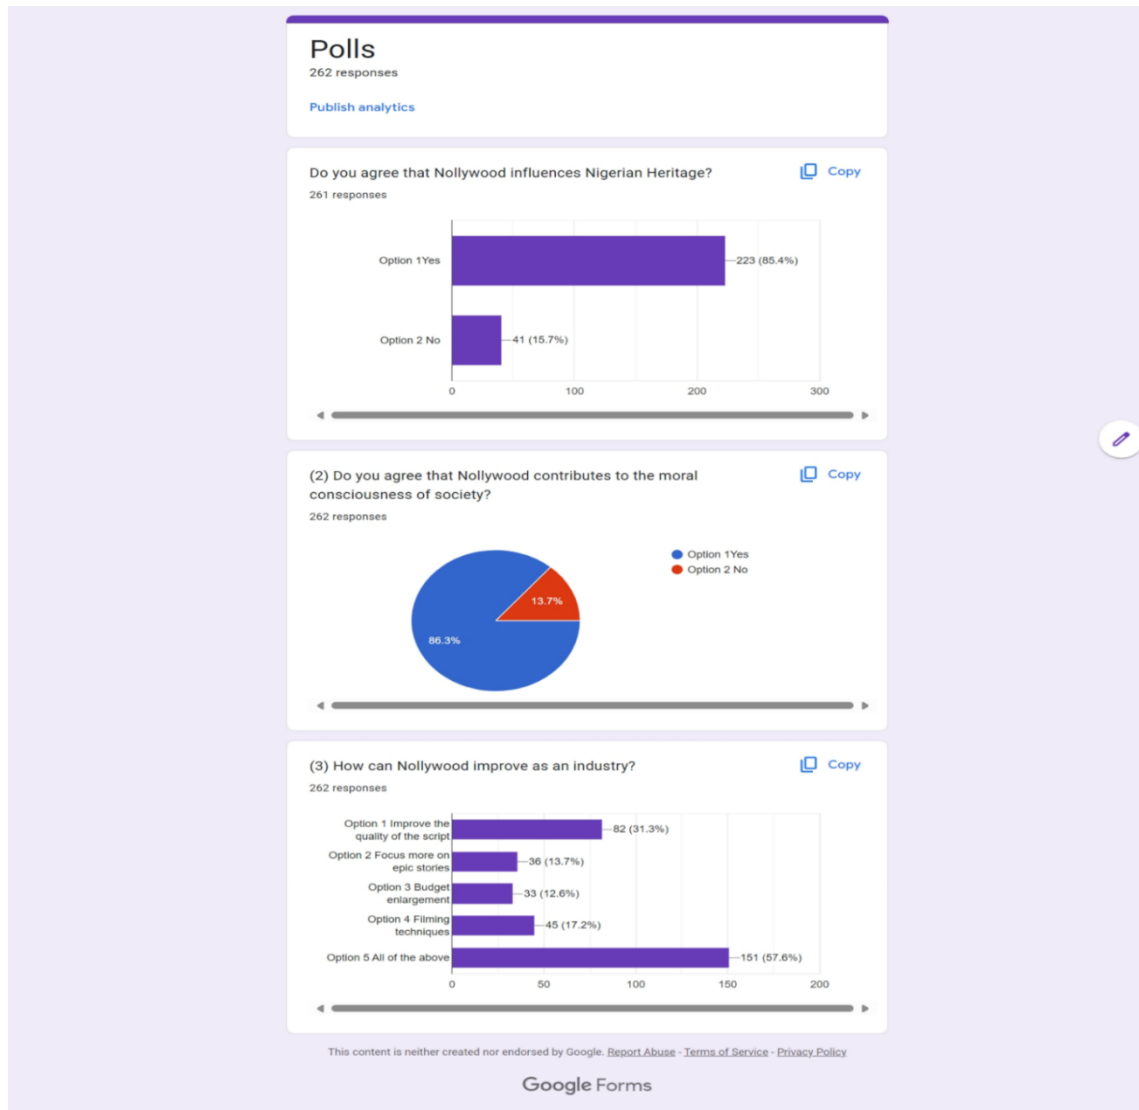 Polls
262 responses
Publish analytics
Do you agree that Nollywood influences Nigerian Heritage?
Copy
261 responses
Option 1Yes
223 (85.4%)
Option 2 No
41 (15.7%)
0
100
200
300
(2) Do you agree that Nollywood contributes to the moral
consciousness of society?
Copy
262 responses
Option 1Yes
Option 2 No
13.7%
86.3%
(3) How can Nollywood improve as an industry?
Copy
262 responses
Option 1 Improve the
quality of the script
82 (31.3%)
Option 2 Focus more on
epic stories
36 (13.7%)
Option 3 Budget
enlargement
33 (12.6%)
Option 4 Filming
techniques
45 (17.2%)
Option 5 All of the above
151 (57.6%)
0
50
100
150
200
This content is neither created nor endorsed by Google. Report Abuse - Terms of Service - Privacy Policy
Google Forms